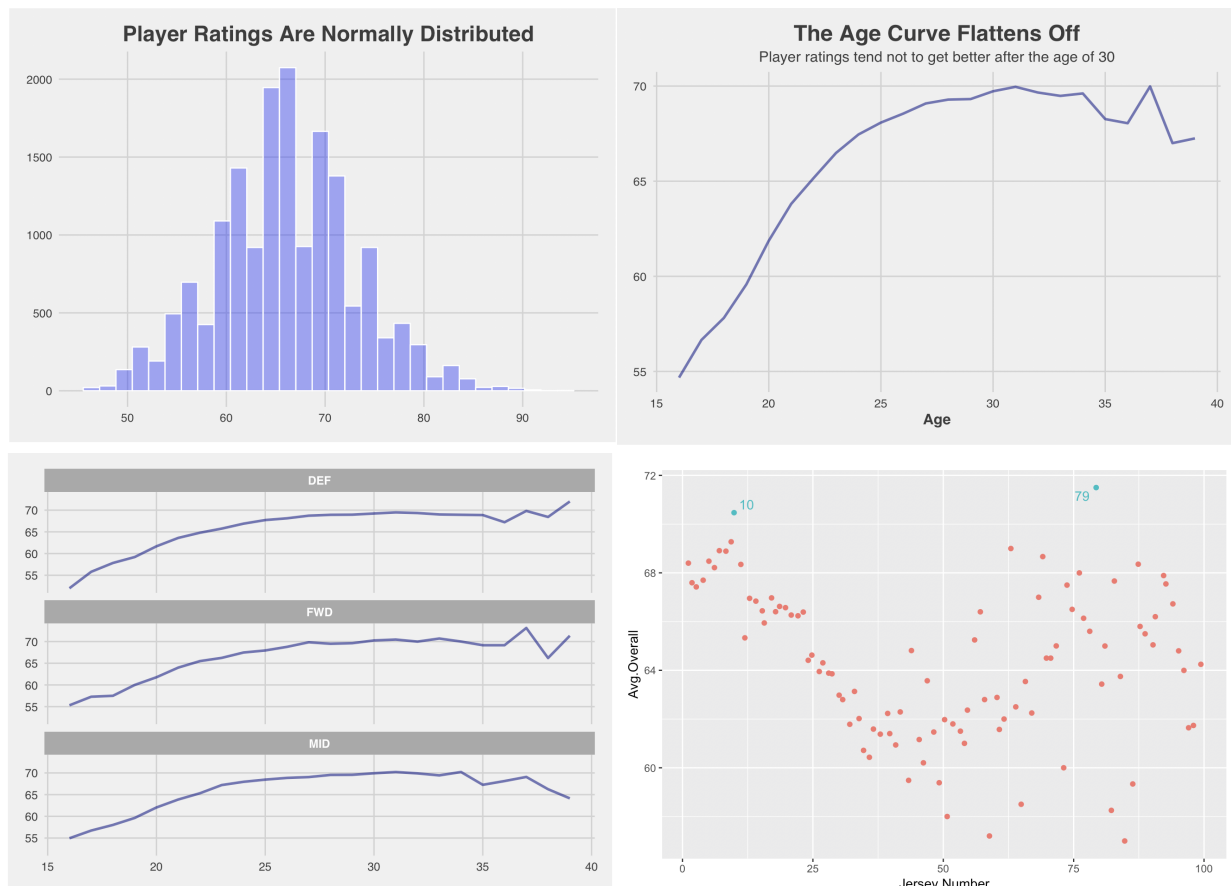 Player Ratings Are Normally Distributed
2000
1500
1000
500
0
50 60 70 80 90
The Age Curve Flattens Off
Player ratings tend not to get better after the age of 30
70
65
60
55
15 20 25 30 35 40
Age
DEF
70
65
60
55
FWD
70
65
60
55
MID
70
65
60
55
15 20 25 30 35 40
72
68
64
60
Avg.Overall
10
79
0 25 50 75 100
Jersey Number